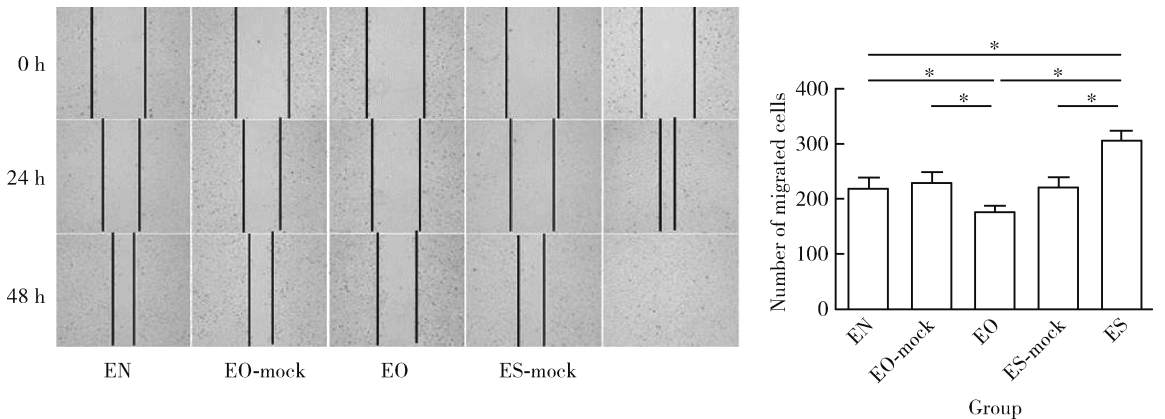 0 h
24 h
48 h
EN
EO-mock
EO
ES-mock
Number of migrated cells
400
300
200
100
0
*
* *
* *
EN
EO-mock
EO
ES-mock
ES
Group